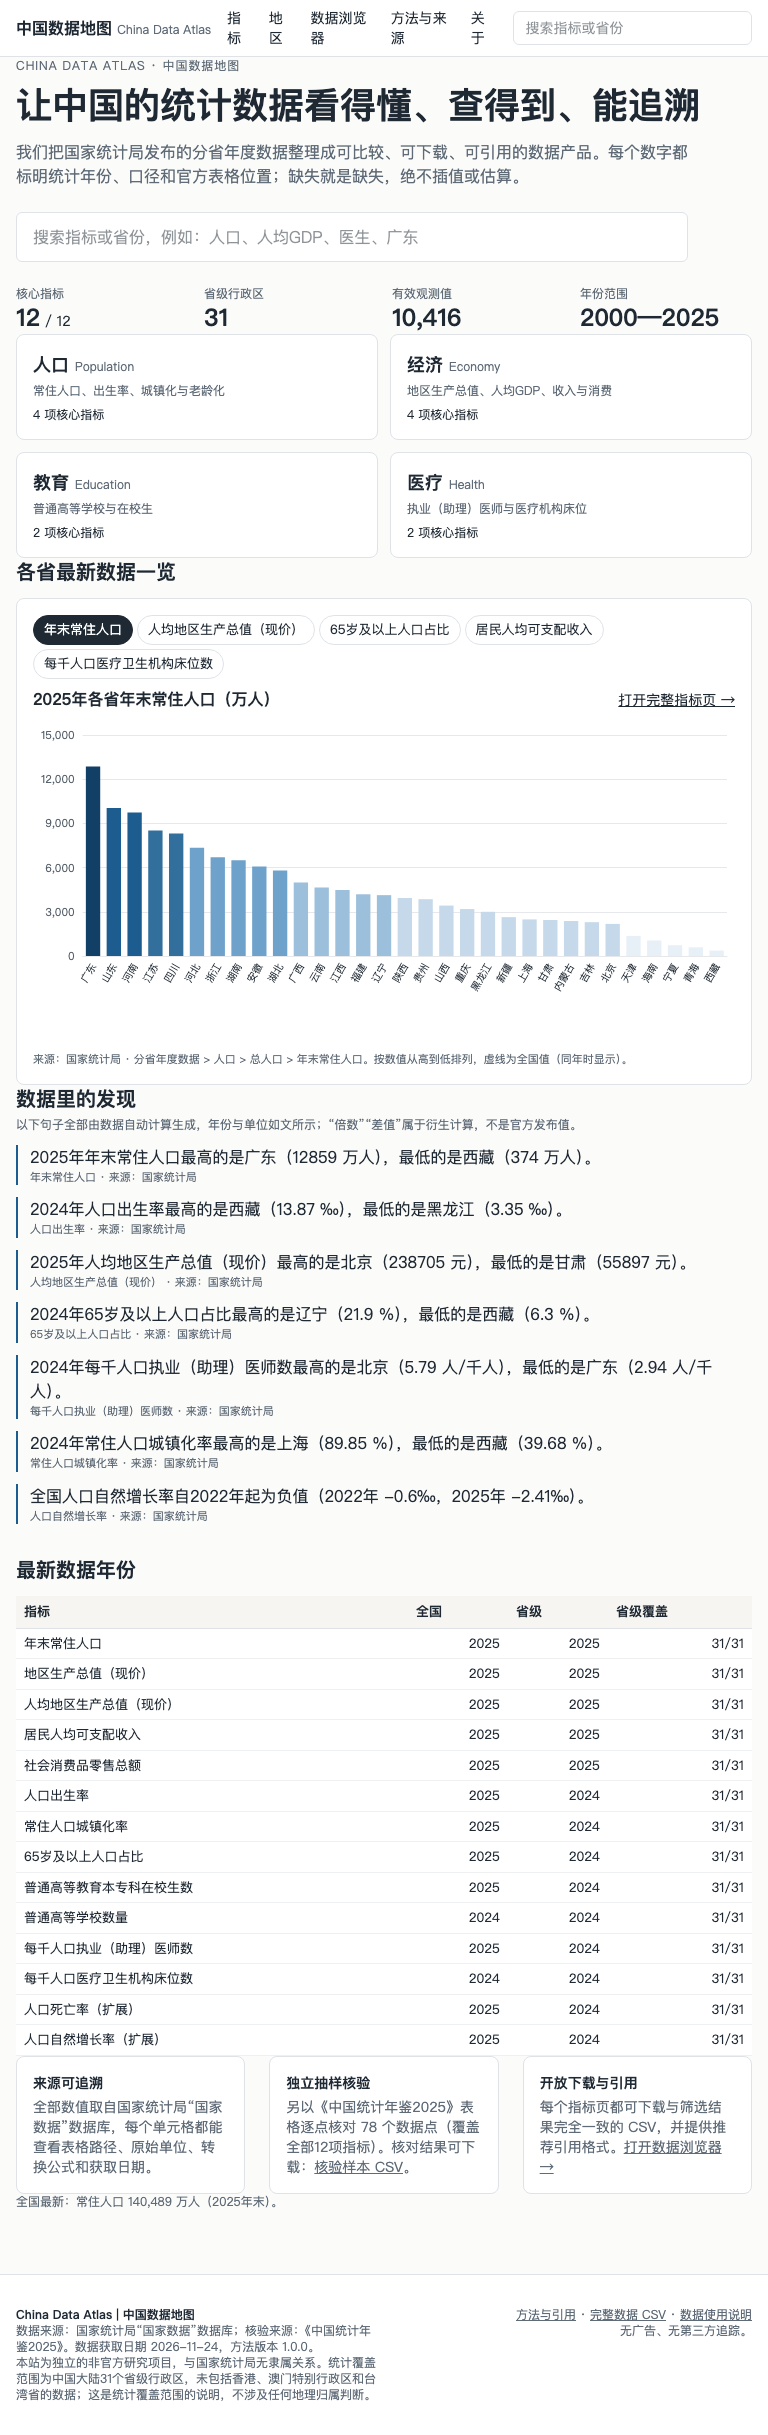 中国数据地图 China Data Atlas
指标
地区
数据浏览器
方法与来源
关于
搜索指标或省份
CHINA DATA ATLAS · 中国数据地图
让中国的统计数据看得懂、查得到、能追溯
我们把国家统计局发布的分省年度数据整理成可比较、可下载、可引用的数据产品。每个数字都
标明统计年份、口径和官方表格位置；缺失就是缺失，绝不插值或估算。
搜索指标或省份，例如：人口、人均GDP、医生、广东
核心指标 省级行政区 有效观测值 年份范围
12 / 12 31 10,416 2000—2025
人口 Population
常住人口、出生率、城镇化与老龄化
4 项核心指标
经济 Economy
地区生产总值、人均GDP、收入与消费
4 项核心指标
教育 Education
普通高等学校与在校生
2 项核心指标
医疗 Health
执业（助理）医师与医疗机构床位
2 项核心指标
各省最新数据一览
年末常住人口 人均地区生产总值（现价） 65岁及以上人口占比 居民人均可支配收入
每千人口医疗卫生机构床位数
2025年各省年末常住人口（万人） 打开完整指标页 →
15,000
12,000
9,000
6,000
3,000
0
广东 山东 河南 江苏 四川 河北 浙江 湖南 安徽 湖北 广西 云南 江西 福建 辽宁 陕西 贵州 山西 重庆 黑龙江 新疆 上海 甘肃 内蒙古 吉林 北京 天津 海南 宁夏 青海 西藏
来源：国家统计局 · 分省年度数据 > 人口 > 总人口 > 年末常住人口。按数值从高到低排列，虚线为全国值（同年时显示）。
数据里的发现
以下句子全部由数据自动计算生成，年份与单位如文所示；“倍数”“差值”属于衍生计算，不是官方发布值。
2025年年末常住人口最高的是广东（12859 万人），最低的是西藏（374 万人）。
年末常住人口 · 来源：国家统计局
2024年人口出生率最高的是西藏（13.87 ‰），最低的是黑龙江（3.35 ‰）。
人口出生率 · 来源：国家统计局
2025年人均地区生产总值（现价）最高的是北京（238705 元），最低的是甘肃（55897 元）。
人均地区生产总值（现价） · 来源：国家统计局
2024年65岁及以上人口占比最高的是辽宁（21.9 %），最低的是西藏（6.3 %）。
65岁及以上人口占比 · 来源：国家统计局
2024年每千人口执业（助理）医师数最高的是北京（5.79 人/千人），最低的是广东（2.94 人/千
人）。
每千人口执业（助理）医师数 · 来源：国家统计局
2024年常住人口城镇化率最高的是上海（89.85 %），最低的是西藏（39.68 %）。
常住人口城镇化率 · 来源：国家统计局
全国人口自然增长率自2022年起为负值（2022年 −0.6‰，2025年 −2.41‰）。
人口自然增长率 · 来源：国家统计局
最新数据年份
指标 全国 省级 省级覆盖
年末常住人口 2025 2025 31/31
地区生产总值（现价） 2025 2025 31/31
人均地区生产总值（现价） 2025 2025 31/31
居民人均可支配收入 2025 2025 31/31
社会消费品零售总额 2025 2025 31/31
人口出生率 2025 2024 31/31
常住人口城镇化率 2025 2024 31/31
65岁及以上人口占比 2025 2024 31/31
普通高等教育本专科在校生数 2025 2024 31/31
普通高等学校数量 2024 2024 31/31
每千人口执业（助理）医师数 2025 2024 31/31
每千人口医疗卫生机构床位数 2024 2024 31/31
人口死亡率（扩展） 2025 2024 31/31
人口自然增长率（扩展） 2025 2024 31/31
来源可追溯
全部数值取自国家统计局“国家
数据”数据库，每个单元格都能
查看表格路径、原始单位、转
换公式和获取日期。
独立抽样核验
另以《中国统计年鉴2025》表
格逐点核对 78 个数据点（覆盖
全部12项指标）。核对结果可下
载：核验样本 CSV。
开放下载与引用
每个指标页都可下载与筛选结
果完全一致的 CSV，并提供推
荐引用格式。打开数据浏览器
→
全国最新：常住人口 140,489 万人（2025年末）。
China Data Atlas | 中国数据地图
数据来源：国家统计局“国家数据”数据库；核验来源：《中国统计年
鉴2025》。数据获取日期 2026-11-24，方法版本 1.0.0。
本站为独立的非官方研究项目，与国家统计局无隶属关系。统计覆盖
范围为中国大陆31个省级行政区，未包括香港、澳门特别行政区和台
湾省的数据；这是统计覆盖范围的说明，不涉及任何地理归属判断。
方法与引用 · 完整数据 CSV · 数据使用说明
无广告、无第三方追踪。